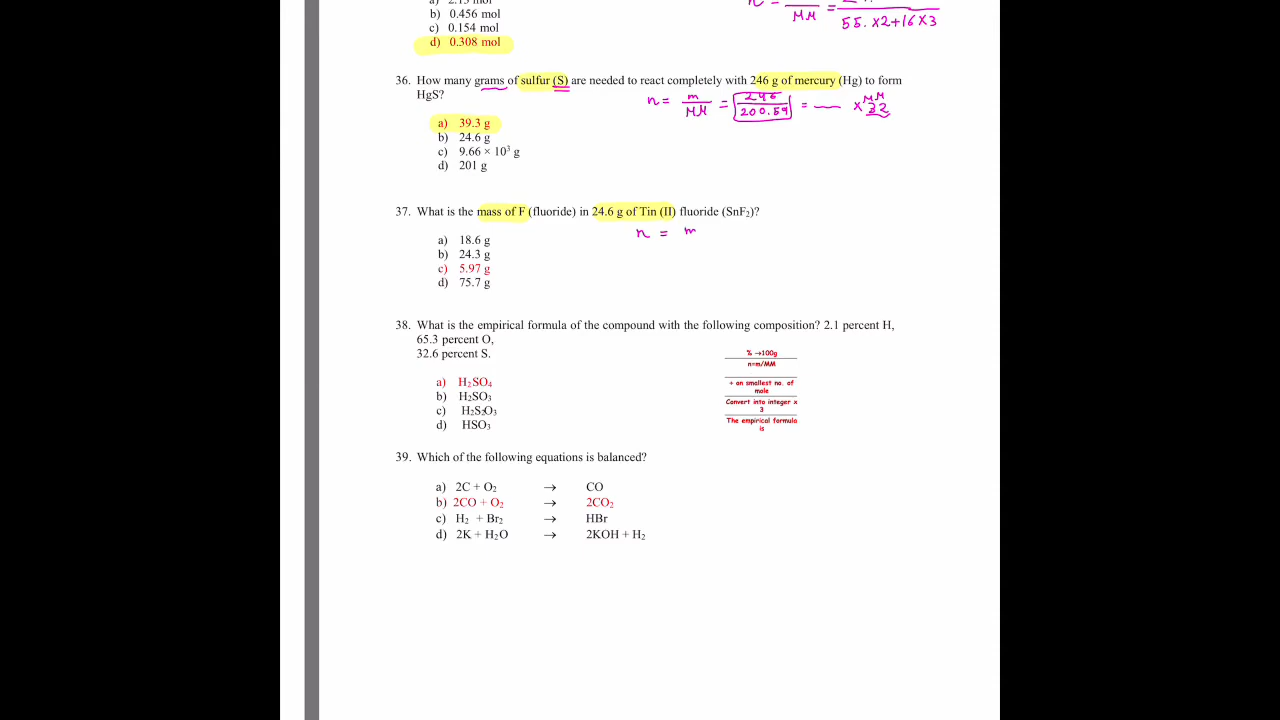 b) 0.456 mol
c) 0.154 mol
d) 0.308 mol
MM
55. x2+16 x3
36. How many grams of sulfur (S) are needed to react completely with 246 g of mercury (Hg) to form
HgS?
n = m/MM = 246/200.59 = — x 32 MM
a) 39.3 g
b) 24.6 g
c) 9.66 × 10³ g
d) 201 g
37. What is the mass of F (fluoride) in 24.6 g of Tin (II) fluoride (SnF₂)?
n = m
a) 18.6 g
b) 24.3 g
c) 5.97 g
d) 75.7 g
38. What is the empirical formula of the compound with the following composition? 2.1 percent H,
65.3 percent O,
32.6 percent S.
% →100g
n=m/MM
÷ on smallest no. of
mole
Convert into integer x
3
The empirical formula
is
a) H₂SO₄
b) H₂SO₃
c) H₂S₂O₃
d) HSO₃
39. Which of the following equations is balanced?
a) 2C + O₂ → CO
b) 2CO + O₂ → 2CO₂
c) H₂ + Br₂ → HBr
d) 2K + H₂O → 2KOH + H₂